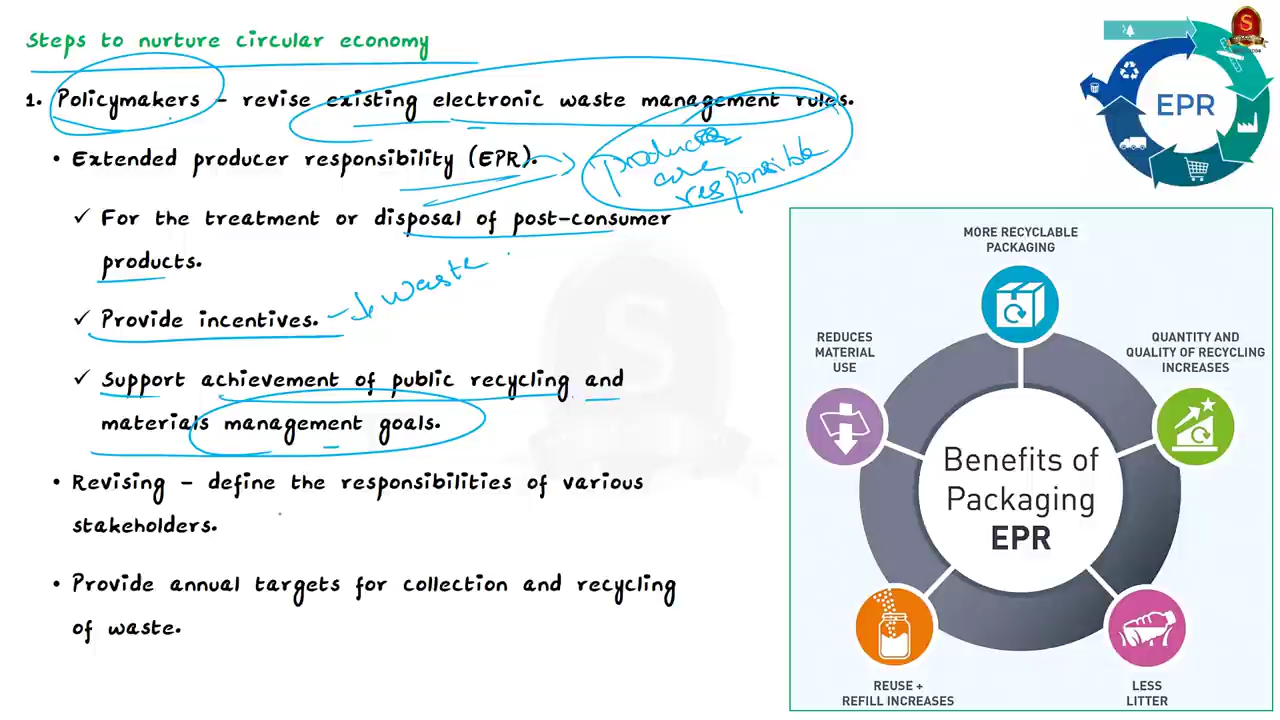 Steps to nurture circular economy
1. Policymakers - revise existing electronic waste management rules.
• Extended producer responsibility (EPR).
producers
are
responsible
✓ For the treatment or disposal of post-consumer
products.
✓ Provide incentives.
↓ waste
✓ Support achievement of public recycling and
materials management goals.
• Revising - define the responsibilities of various
stakeholders.
• Provide annual targets for collection and recycling
of waste.
S
EPR
MORE RECYCLABLE
PACKAGING
REDUCES
MATERIAL
USE
QUANTITY AND
QUALITY OF RECYCLING
INCREASES
Benefits of
Packaging
EPR
REUSE +
REFILL INCREASES
LESS
LITTER